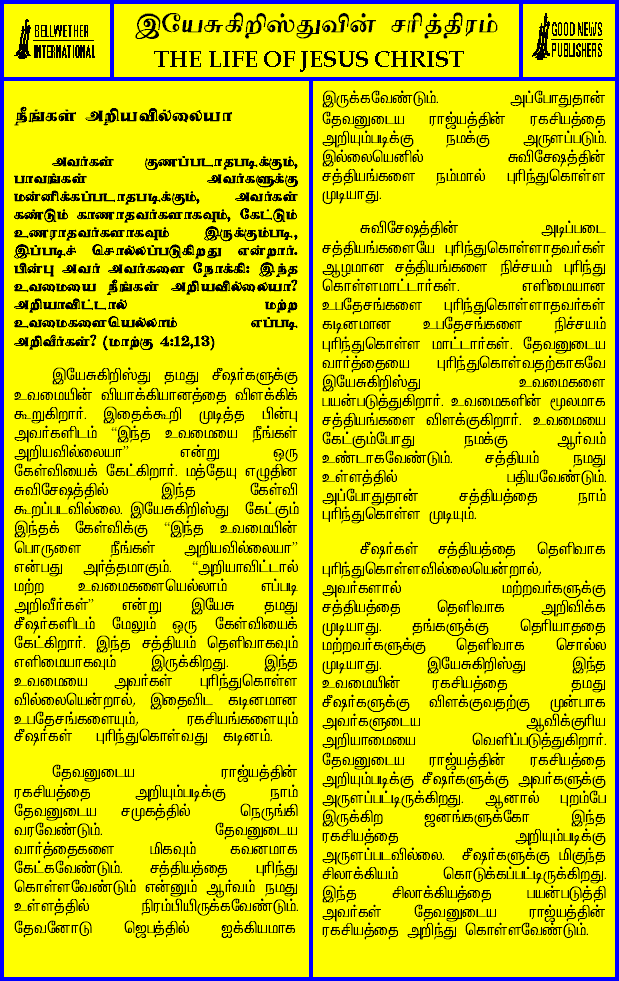 BELLWETHER
INTERNATIONAL
இயேசுகிறிஸ்துவின் சரித்திரம்
THE LIFE OF JESUS CHRIST
GOOD NEWS
PUBLISHERS
நீங்கள் அறியவில்லையா
அவர்கள் குணப்படாதபடிக்கும்,
பாவங்கள் அவர்களுக்கு
மன்னிக்கப்படாதபடிக்கும், அவர்கள்
கண்டும் காணாதவர்களாகவும், கேட்டும்
உணராதவர்களாகவும் இருக்கும்படி,
இப்படிச் சொல்லப்படுகிறது என்றார்.
பின்பு அவர் அவர்களை நோக்கி: இந்த
உவமையை நீங்கள் அறியவில்லையா?
அறியாவிட்டால் மற்ற
உவமைகளையெல்லாம் எப்படி
அறிவீர்கள்? (மாற்கு 4:12,13)
இயேசுகிறிஸ்து தமது சீஷர்களுக்கு
உவமையின் வியாக்கியானத்தை விளக்கிக்
கூறுகிறார். இதைக்கூறி முடித்த பின்பு
அவர்களிடம் “இந்த உவமையை நீங்கள்
அறியவில்லையா” என்று ஒரு
கேள்வியைக் கேட்கிறார். மத்தேயு எழுதின
சுவிசேஷத்தில் இந்த கேள்வி
கூறப்படவில்லை. இயேசுகிறிஸ்து கேட்கும்
இந்தக் கேள்விக்கு “இந்த உவமையின்
பொருளை நீங்கள் அறியவில்லையா”
என்பது அர்த்தமாகும். “அறியாவிட்டால்
மற்ற உவமைகளையெல்லாம் எப்படி
அறிவீர்கள்” என்று இயேசு தமது
சீஷர்களிடம் மேலும் ஒரு கேள்வியைக்
கேட்கிறார். இந்த சத்தியம் தெளிவாகவும்
எளிமையாகவும் இருக்கிறது. இந்த
உவமையை அவர்கள் புரிந்துகொள்ள
வில்லையென்றால், இதைவிட கடினமான
உபதேசங்களையும், ரகசியங்களையும்
சீஷர்கள் புரிந்துகொள்வது கடினம்.
தேவனுடைய ராஜ்யத்தின்
ரகசியத்தை அறியும்படிக்கு நாம்
தேவனுடைய சமுகத்தில் நெருங்கி
வரவேண்டும். தேவனுடைய
வார்த்தைகளை மிகவும் கவனமாக
கேட்கவேண்டும். சத்தியத்தை புரிந்து
கொள்ளவேண்டும் என்னும் ஆர்வம் நமது
உள்ளத்தில் நிரம்பியிருக்கவேண்டும்.
தேவனோடு ஜெபத்தில் ஐக்கியமாக
இருக்கவேண்டும். அப்போதுதான்
தேவனுடைய ராஜ்யத்தின் ரகசியத்தை
அறியும்படிக்கு நமக்கு அருளப்படும்.
இல்லையெனில் சுவிசேஷத்தின்
சத்தியங்களை நம்மால் புரிந்துகொள்ள
முடியாது.
சுவிசேஷத்தின் அடிப்படை
சத்தியங்களையே புரிந்துகொள்ளாதவர்கள்
ஆழமான சத்தியங்களை நிச்சயம் புரிந்து
கொள்ளமாட்டார்கள். எளிமையான
உபதேசங்களை புரிந்துகொள்ளாதவர்கள்
கடினமான உபதேசங்களை நிச்சயம்
புரிந்துகொள்ள மாட்டார்கள். தேவனுடைய
வார்த்தையை புரிந்துகொள்வதற்காகவே
இயேசுகிறிஸ்து உவமைகளை
பயன்படுத்துகிறார். உவமைகளின் மூலமாக
சத்தியங்களை விளக்குகிறார். உவமையை
கேட்கும்போது நமக்கு ஆர்வம்
உண்டாகவேண்டும். சத்தியம் நமது
உள்ளத்தில் பதியவேண்டும்.
அப்போதுதான் சத்தியத்தை நாம்
புரிந்துகொள்ள முடியும்.
சீஷர்கள் சத்தியத்தை தெளிவாக
புரிந்துகொள்ளவில்லையென்றால்,
அவர்களால் மற்றவர்களுக்கு
சத்தியத்தை தெளிவாக அறிவிக்க
முடியாது. தங்களுக்கு தெரியாததை
மற்றவர்களுக்கு தெளிவாக சொல்ல
முடியாது. இயேசுகிறிஸ்து இந்த
உவமையின் ரகசியத்தை தமது
சீஷர்களுக்கு விளக்குவதற்கு முன்பாக
அவர்களுடைய ஆவிக்குரிய
அறியாமையை வெளிப்படுத்துகிறார்.
தேவனுடைய ராஜ்யத்தின் ரகசியத்தை
அறியும்படிக்கு சீஷர்களுக்கு அவர்களுக்கு
அருளப்பட்டிருக்கிறது. ஆனால் புறம்பே
இருக்கிற ஜனங்களுக்கோ இந்த
ரகசியத்தை அறியும்படிக்கு
அருளப்படவில்லை. சீஷர்களுக்கு மிகுந்த
சிலாக்கியம் கொடுக்கப்பட்டிருக்கிறது.
இந்த சிலாக்கியத்தை பயன்படுத்தி
அவர்கள் தேவனுடைய ராஜ்யத்தின்
ரகசியத்தை அறிந்து கொள்ளவேண்டும்.